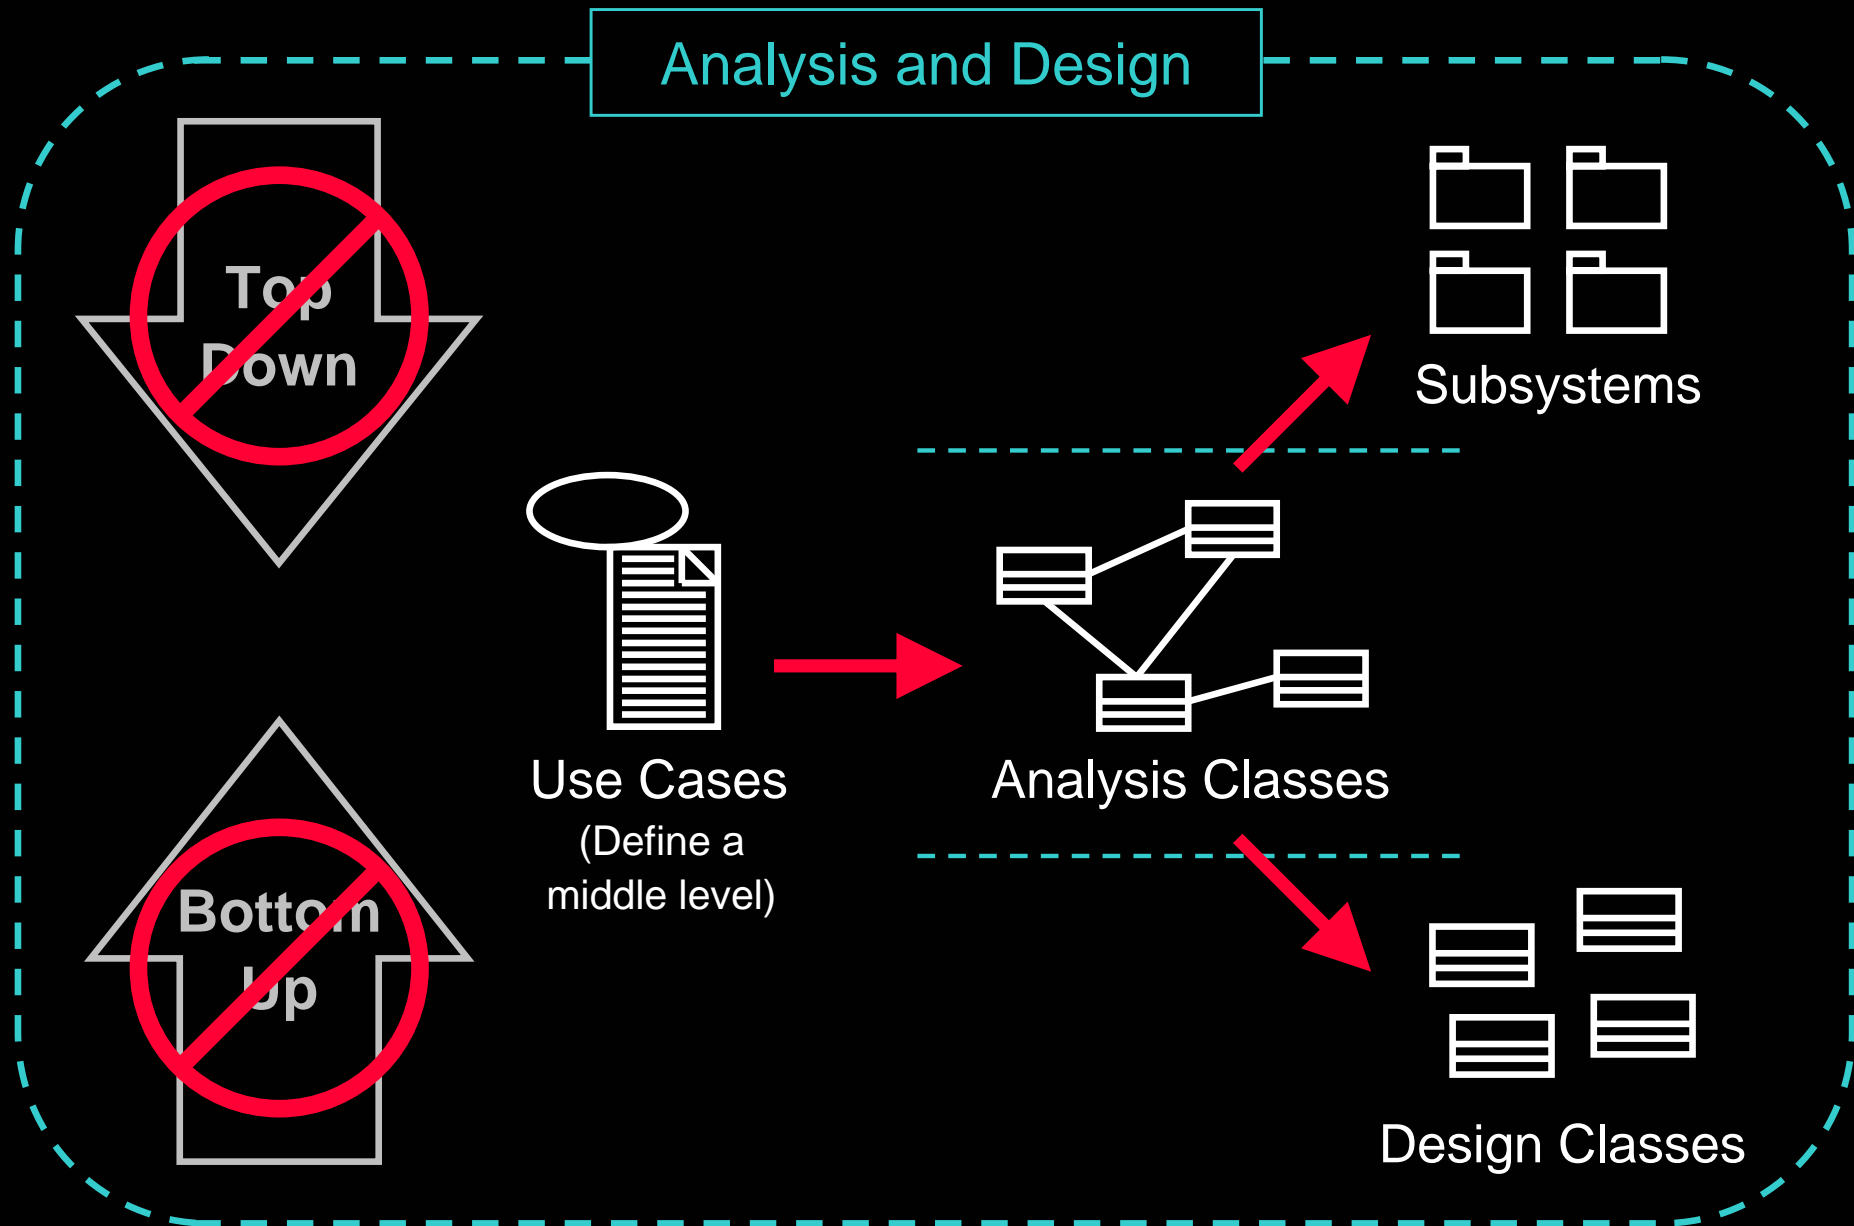 Analysis and Design
Top
Down
Subsystems
Use Cases
(Define a
middle level)
Analysis Classes
Bottom
Up
Design Classes